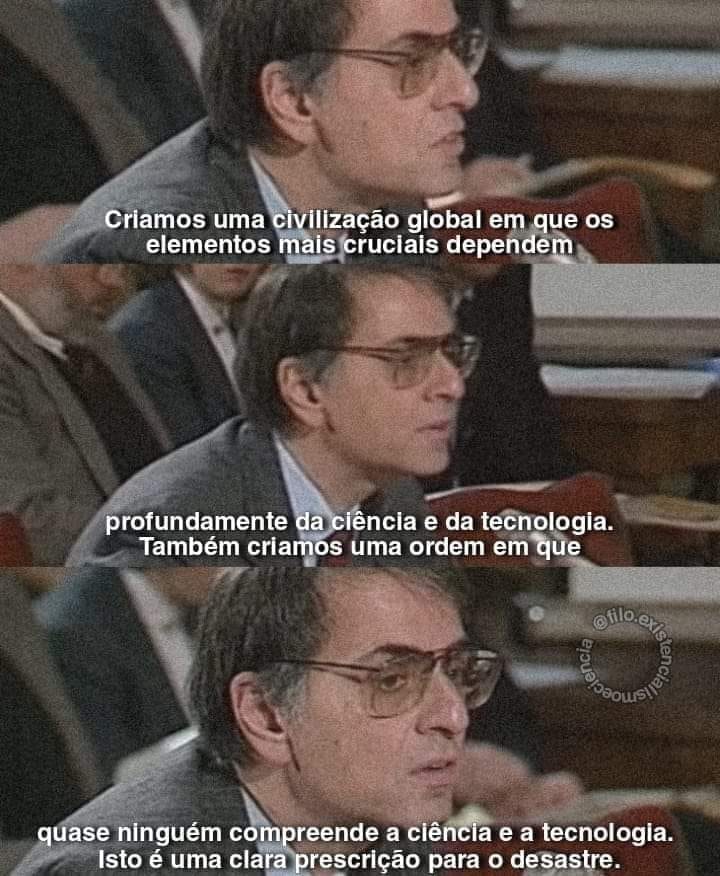 Criamos uma civilização global em que os
elementos mais cruciais dependem
profundamente da ciência e da tecnologia.
Também criamos uma ordem em que
@filo.existencialismoeciencia
quase ninguém compreende a ciência e a tecnologia.
Isto é uma clara prescrição para o desastre.